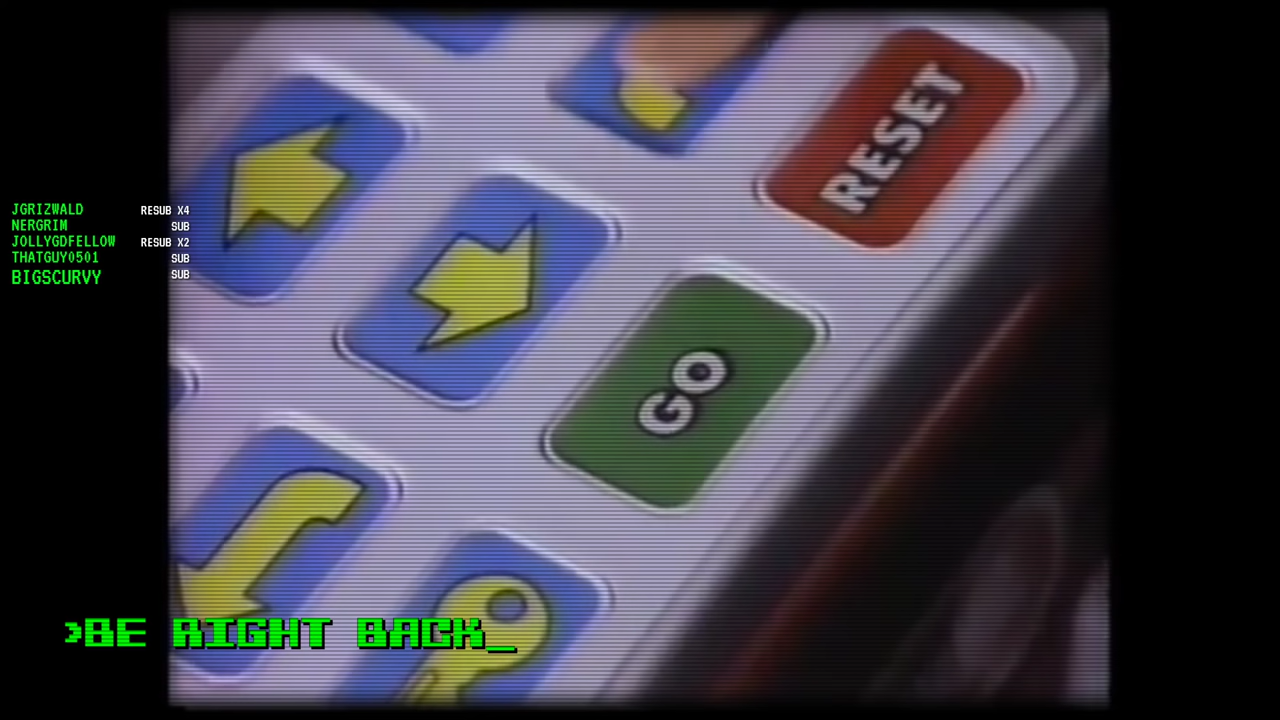 RESET
JGRIZWALD RESUB X4
NERGRIM SUB
JOLLYGDFELLOW RESUB X2
THATGUY0501 SUB
BIGSCURVY SUB
GO
>BE RIGHT BACK_